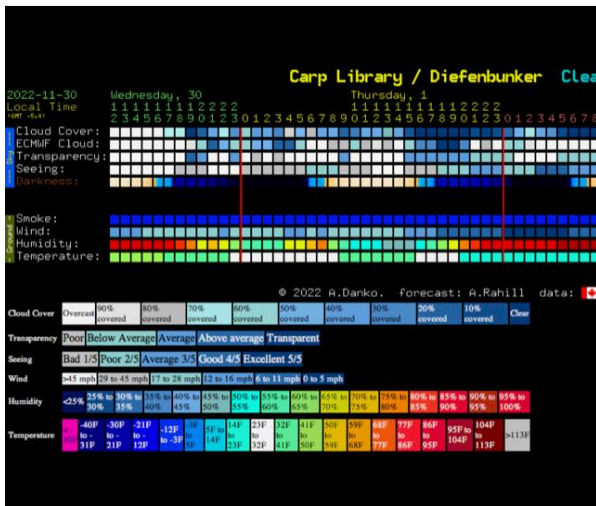 Carp Library / Diefenbunker Clea
2022-11-30 Wednesday, 30 Thursday, 1
Local Time 1 1 1 1 1 1 1 1 2 2 2 2 1 1 1 1 1 1 1 1 1 1 2 2 2 2
(GMT -5.0) 2 3 4 5 6 7 8 9 0 1 2 3 0 1 2 3 4 5 6 7 8 9 0 1 2 3 4 5 6 7 8 9 0 1 2 3 0 1 2 3 4 5 6 7 8
Sky
Cloud Cover:
ECMWF Cloud:
Transparency:
Seeing:
Darkness:
Ground
Smoke:
Wind:
Humidity:
Temperature:
© 2022 A.Danko. forecast: A.Rahill data:
Cloud Cover Overcast 90% covered 80% covered 70% covered 60% covered 50% covered 40% covered 30% covered 20% covered 10% covered Clear
Transparency Poor Below Average Average Above average Transparent
Seeing Bad 1/5 Poor 2/5 Average 3/5 Good 4/5 Excellent 5/5
Wind >45 mph 29 to 45 mph 17 to 28 mph 12 to 16 mph 6 to 11 mph 0 to 5 mph
Humidity <25% 25% to 30% 30% to 35% 35% to 40% 40% to 45% 45% to 50% 50% to 55% 55% to 60% 60% to 65% 65% to 70% 70% to 75% 75% to 80% 80% to 85% 85% to 90% 90% to 95% 95% to 100%
Temperature -40F to -31F -30F to -21F -21F to -12F -12F to -3F -3F to 5F 5F to 14F 14F to 23F 23F to 32F 32F to 41F 41F to 50F 50F to 59F 59F to 68F 68F to 77F 77F to 86F 86F to 95F 95F to 104F 104F to 113F >113F